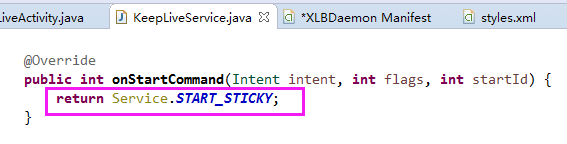 LiveActivity.java KeepLiveService.java *XLBDaemon Manifest styles.xml
@Override
public int onStartCommand(Intent intent, int flags, int startId) {
return Service.START_STICKY;
}